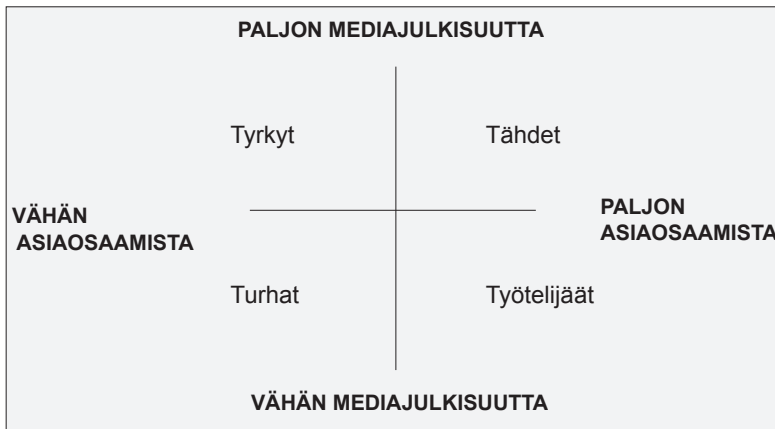 PALJON MEDIAJULKISUUTTA
Tyrkyt
Tähdet
VÄHÄN
ASIAOSAAMISTA
PALJON
ASIAOSAAMISTA
Turhat
Työtelijäät
VÄHÄN MEDIAJULKISUUTTA